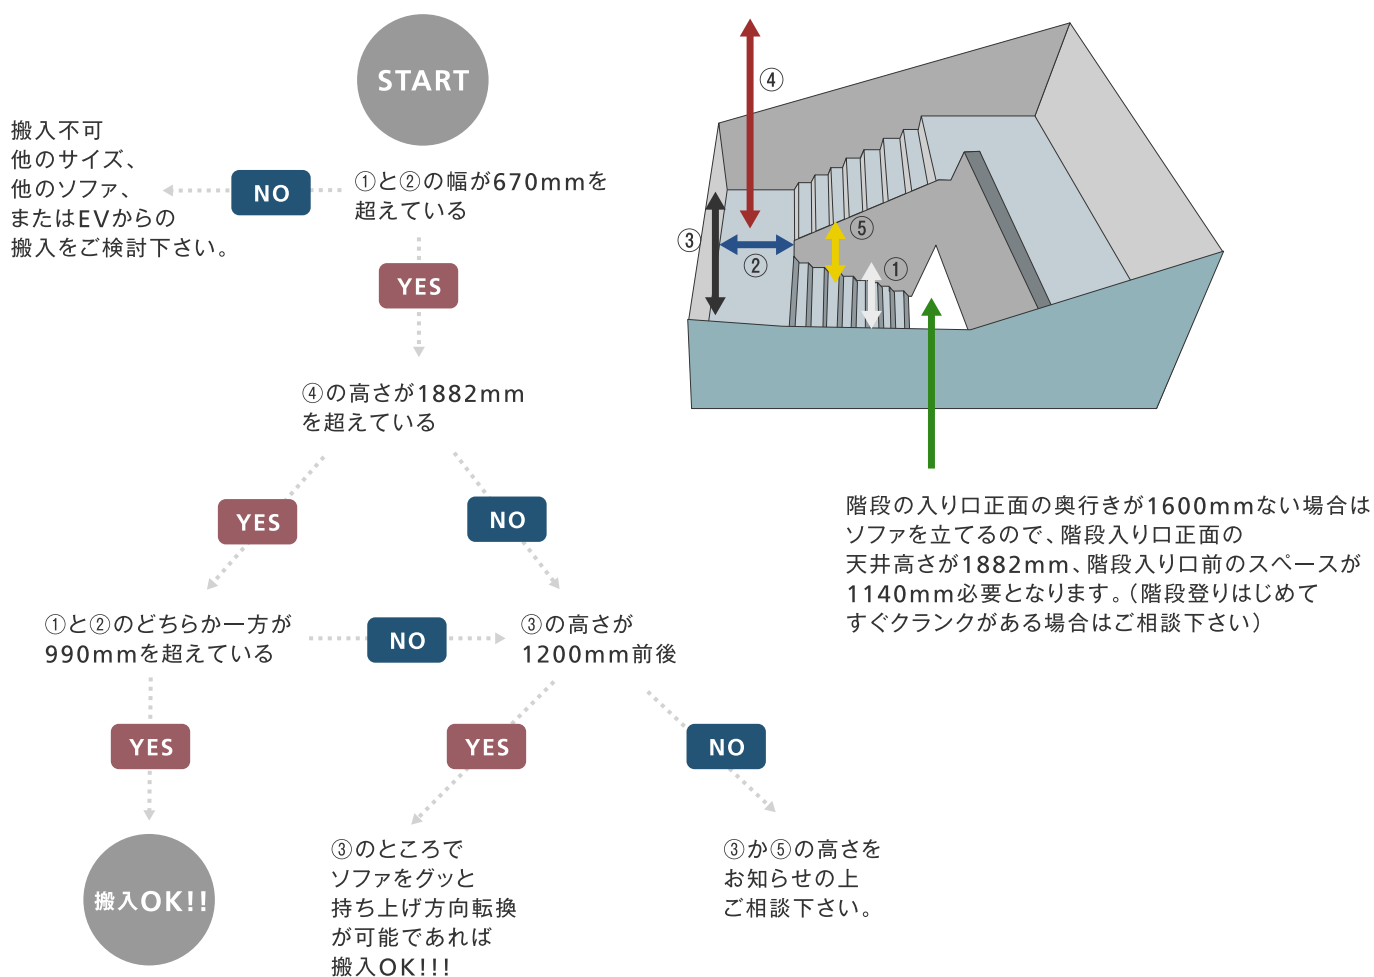 START
搬入不可
他のサイズ、
他のソファ、
またはEVからの
搬入をご検討下さい。
NO
①と②の幅が670mmを
超えている
YES
④の高さが1882mm
を超えている
YES
NO
①と②のどちらか一方が
990mmを超えている
NO
③の高さが
1200mm前後
YES
YES
NO
搬入OK!!
③のところで
ソファをグッと
持ち上げ方向転換
が可能であれば
搬入OK!!!
③か⑤の高さを
お知らせの上
ご相談下さい。
④
③
②
⑤
①
階段の入り口正面の奥行きが1600mmない場合は
ソファを立てるので、階段入り口正面の
天井高さが1882mm、階段入り口前のスペースが
1140mm必要となります。（階段登りはじめて
すぐクランクがある場合はご相談下さい）